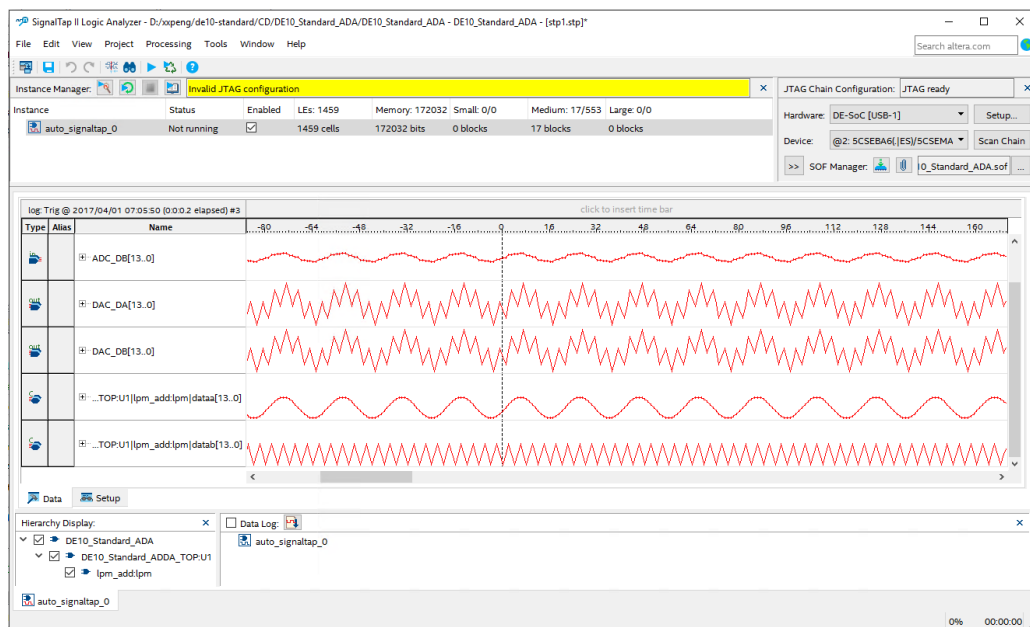 SignalTap II Logic Analyzer - D:/xxpeng/de10-standard/CD/DE10_Standard_ADA/DE10_Standard_ADA - DE10_Standard_ADA - [stp1.stp]*
File Edit View Project Processing Tools Window Help
Search altera.com
Instance Manager: Invalid JTAG configuration
JTAG Chain Configuration: JTAG ready
Instance Status Enabled LEs: 1459 Memory: 172032 Small: 0/0 Medium: 17/553 Large: 0/0
auto_signaltap_0 Not running 1459 cells 172032 bits 0 blocks 17 blocks 0 blocks
Hardware: DE-SoC [USB-1] Setup...
Device: @2: 5CSEBA6(.|ES)/5CSEMA Scan Chain
>> SOF Manager: 10_Standard_ADA.sof ...
log: Trig @ 2017/04/01 07:05:50 (0:0:0.2 elapsed) #3
click to insert time bar
Type Alias Name
-80 -64 -48 -32 -16 0 16 32 48 64 80 96 112 128 144 160
ADC_DB[13..0]
DAC_DA[13..0]
DAC_DB[13..0]
...TOP:U1|lpm_add:lpm|dataa[13..0]
...TOP:U1|lpm_add:lpm|datab[13..0]
Data Setup
Hierarchy Display:
DE10_Standard_ADA
DE10_Standard_ADDA_TOP:U1
lpm_add:lpm
Data Log:
auto_signaltap_0
auto_signaltap_0
0% 00:00:00